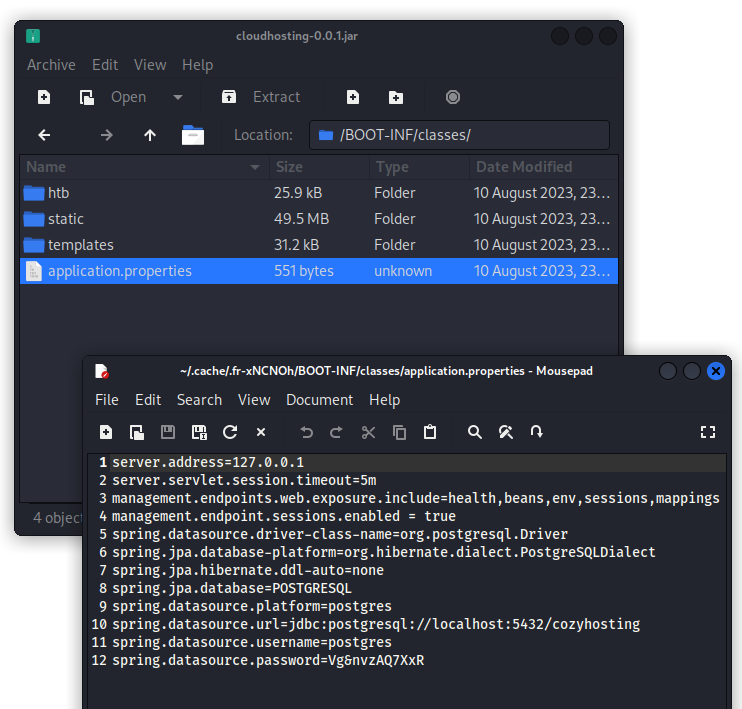 cloudhosting-0.0.1.jar
Archive Edit View Help
Open Extract
Location: /BOOT-INF/classes/
Name Size Type Date Modified
htb 25.9 kB Folder 10 August 2023, 23...
static 49.5 MB Folder 10 August 2023, 23...
templates 31.2 kB Folder 10 August 2023, 23...
application.properties 551 bytes unknown 10 August 2023, 23...
4 object
~/.cache/.fr-xNCNOh/BOOT-INF/classes/application.properties - Mousepad
File Edit Search View Document Help
1 server.address=127.0.0.1
2 server.servlet.session.timeout=5m
3 management.endpoints.web.exposure.include=health,beans,env,sessions,mappings
4 management.endpoint.sessions.enabled = true
5 spring.datasource.driver-class-name=org.postgresql.Driver
6 spring.jpa.database-platform=org.hibernate.dialect.PostgreSQLDialect
7 spring.jpa.hibernate.ddl-auto=none
8 spring.jpa.database=POSTGRESQL
9 spring.datasource.platform=postgres
10 spring.datasource.url=jdbc:postgresql://localhost:5432/cozyhosting
11 spring.datasource.username=postgres
12 spring.datasource.password=Vg&nvzAQ7XxR